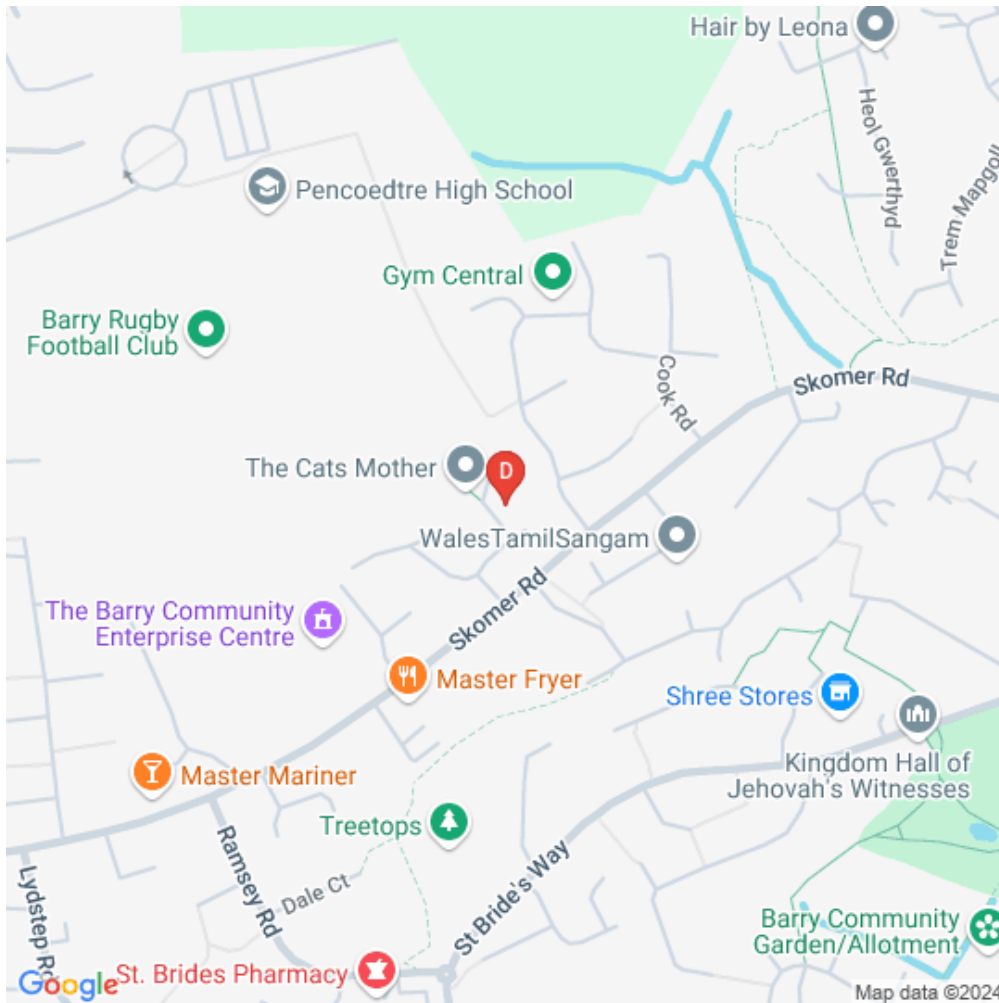 Hair by Leona
Heol Gwerthyd
Trem Mapgoll
Pencoedtre High School
Gym Central
Barry Rugby
Football Club
Cook Rd
Skomer Rd
The Cats Mother
D
WalesTamilSangam
Skomer Rd
The Barry Community
Enterprise Centre
Master Fryer
Shree Stores
Kingdom Hall of
Jehovah's Witnesses
Master Mariner
Treetops
Ramsey Rd
Dale Ct
St Bride's Way
Lydstep Rd
Barry Community
Garden/Allotment
St. Brides Pharmacy
Google
Map data ©2024